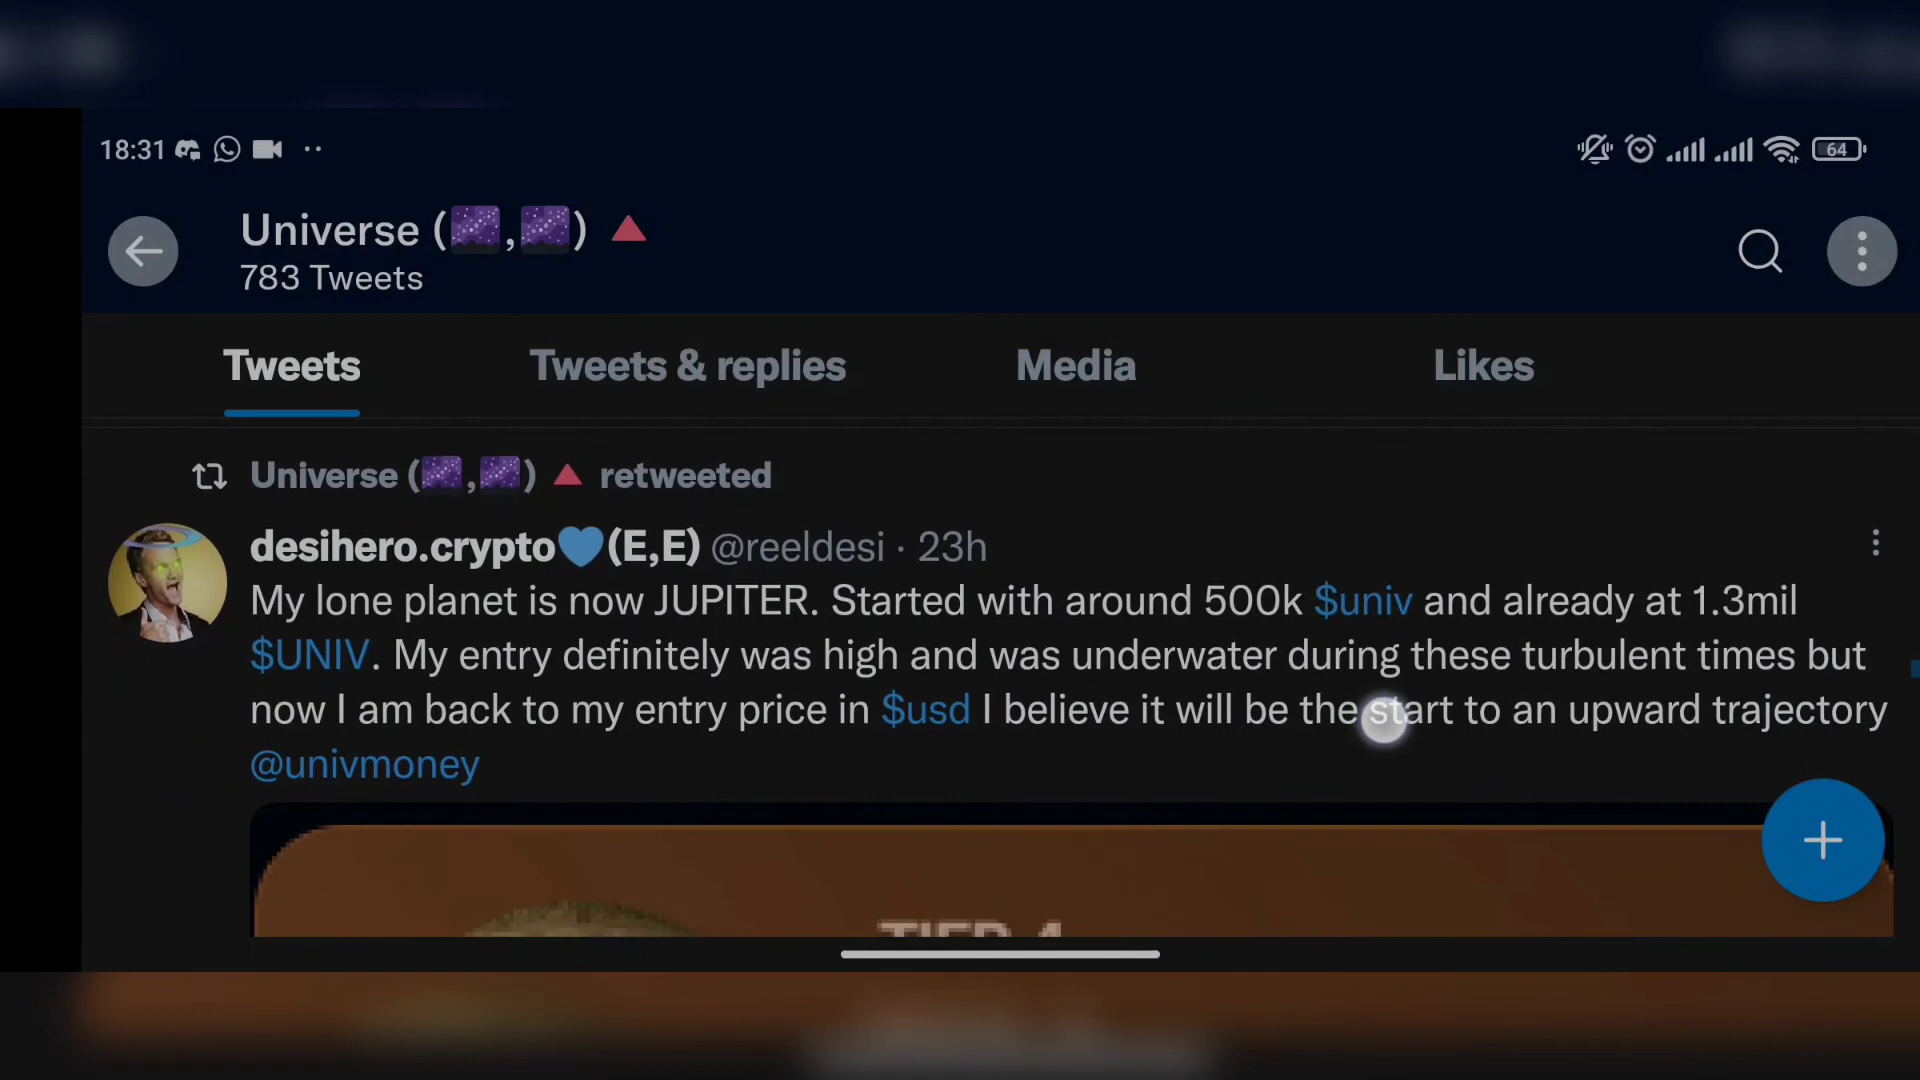 18:31
64
Universe (🌌,🌌) 🔺
783 Tweets
Tweets Tweets & replies Media Likes
Universe (🌌,🌌) 🔺 retweeted
desihero.crypto💙(E,E) @reeldesi · 23h
My lone planet is now JUPITER. Started with around 500k $univ and already at 1.3mil
$UNIV. My entry definitely was high and was underwater during these turbulent times but
now I am back to my entry price in $usd I believe it will be the start to an upward trajectory
@univmoney
TIER 4